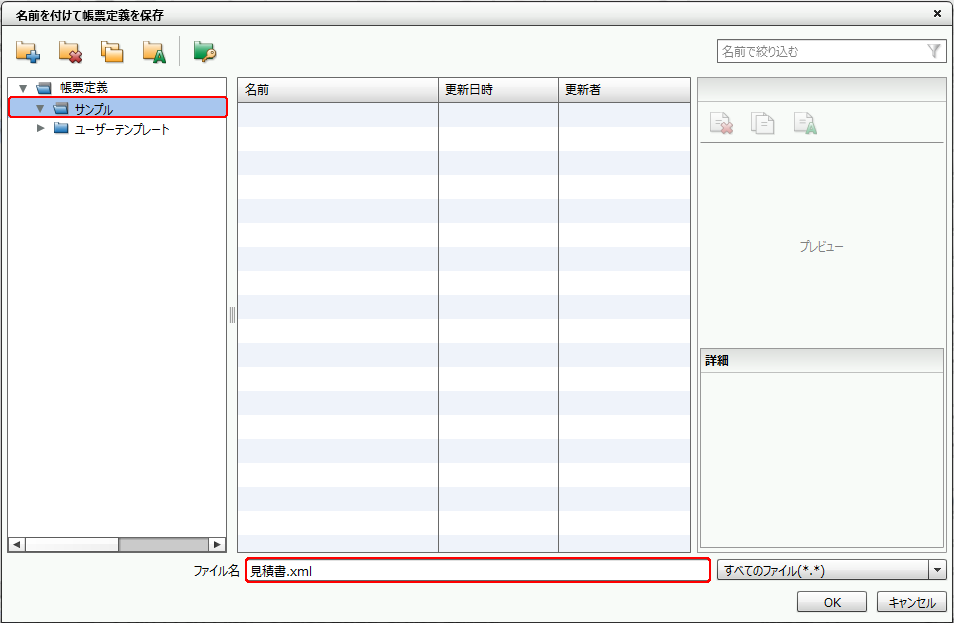 名前を付けて帳票定義を保存
名前で絞り込む
帳票定義
サンプル
ユーザーテンプレート
名前 更新日時 更新者
プレビュー
詳細
ファイル名 見積書.xml すべてのファイル(*.*)
OK キャンセル